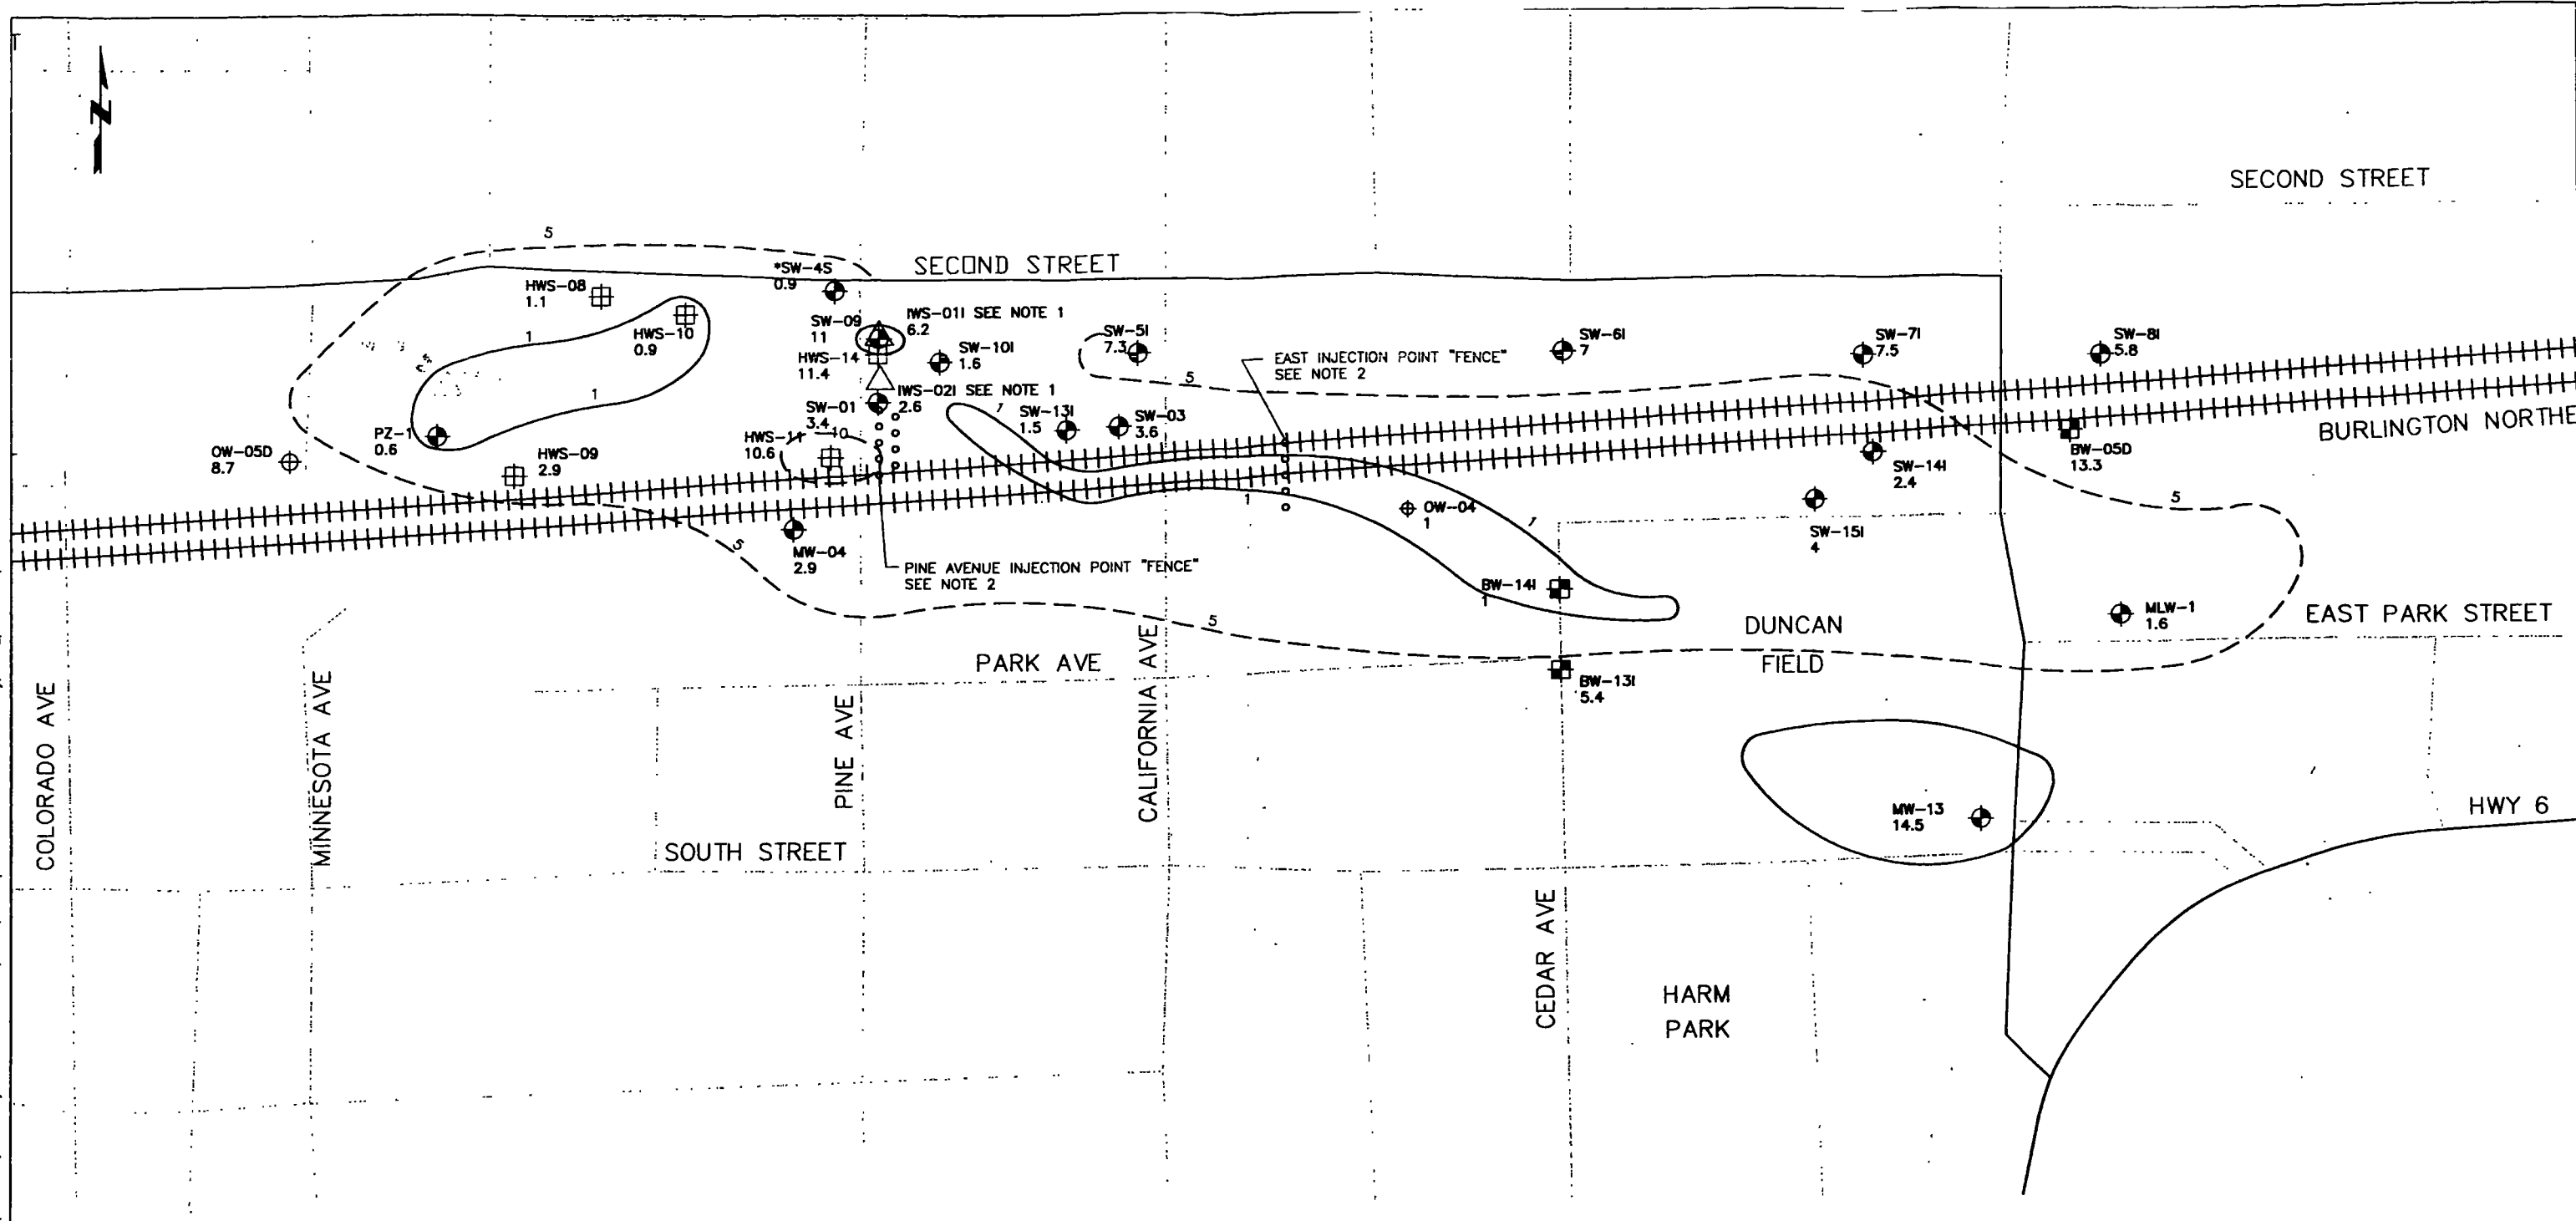 N
SECOND STREET
5
SECOND STREET
*SW-4S
0.9
HWS-08
1.1
HWS-10
0.9
1
1
SW-09
11
IWS-01I SEE NOTE 1
6.2
HWS-14
11.4
SW-10I
1.6
IWS-02I SEE NOTE 1
2.6
SW-01
3.4
SW-5I
7.3
5
EAST INJECTION POINT "FENCE"
SEE NOTE 2
SW-6I
7
SW-7I
7.5
SW-8I
5.8
PZ-1
0.6
OW-05D
8.7
HWS-09
2.9
HWS-11
10.6
10
1
SW-13I
1.5
SW-03
3.6
BURLINGTON NORTHE
BW-05D
13.3
SW-14I
2.4
SW-15I
4
5
OW-04
1
1
1
5
MW-04
2.9
PINE AVENUE INJECTION POINT "FENCE"
SEE NOTE 2
BW-14I
1
5
MLW-1
1.6
EAST PARK STREET
DUNCAN
FIELD
PARK AVE
BW-13I
5.4
COLORADO AVE
MINNESOTA AVE
PINE AVE
CALIFORNIA AVE
MW-13
14.5
HWY 6
SOUTH STREET
CEDAR AVE
HARM
PARK